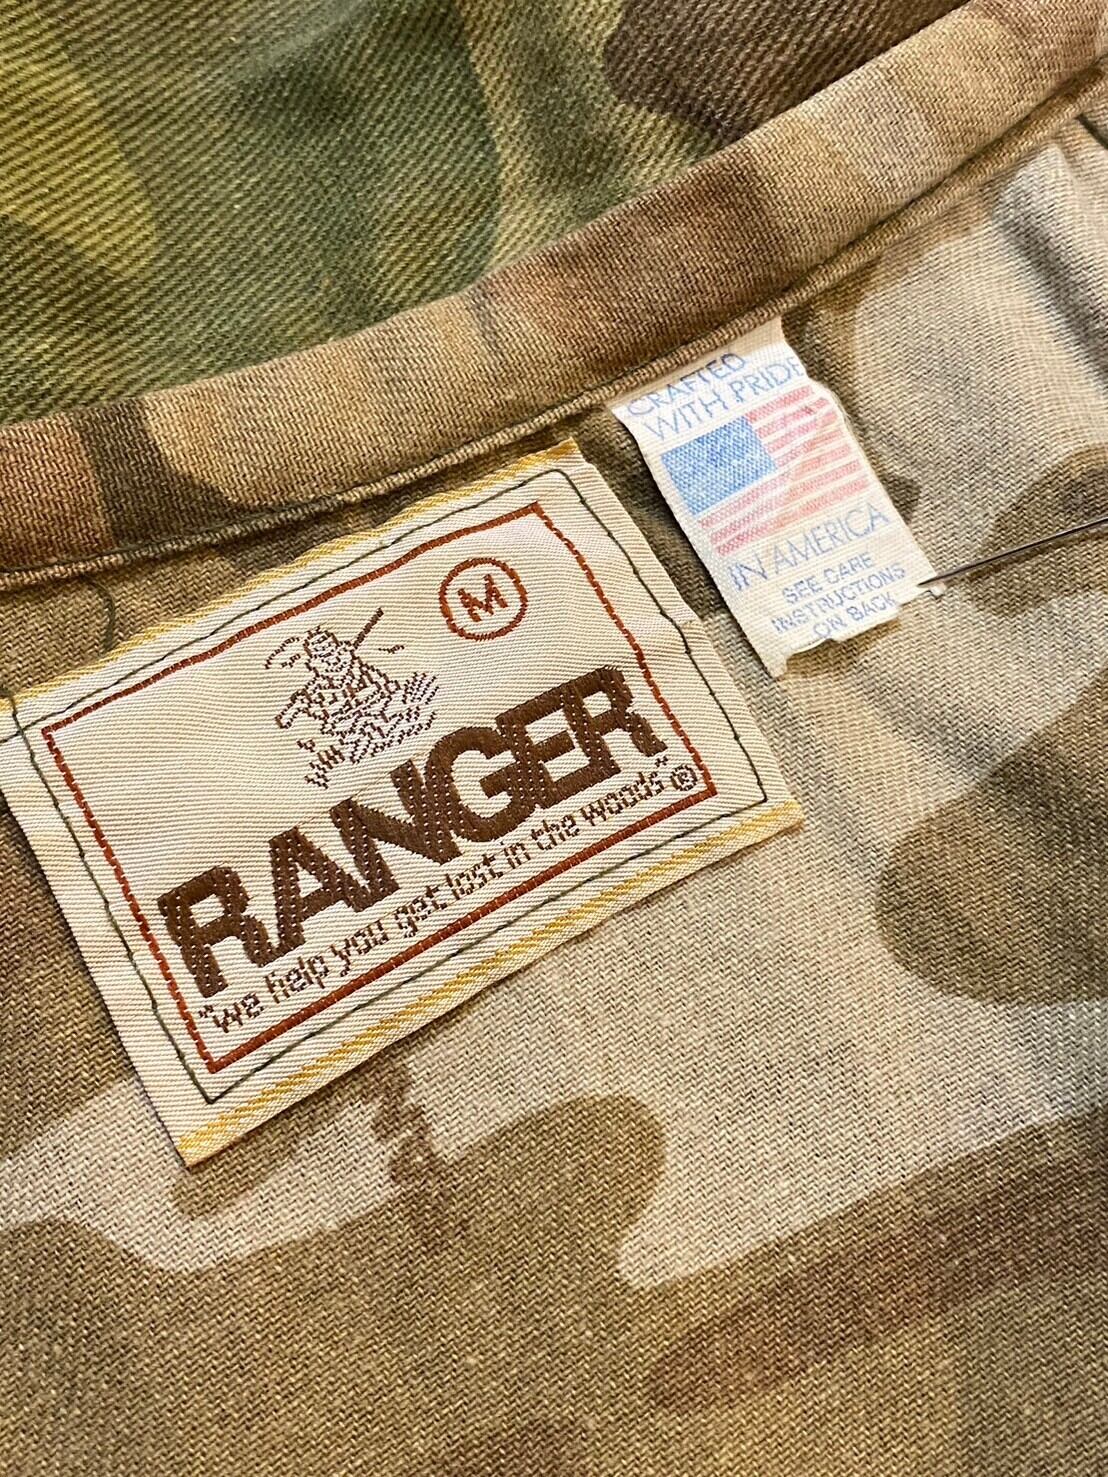 M
RANGER
"We help you get lost in the woods"®
CRAFTED
WITH PRIDE
IN AMERICA
SEE CARE
INSTRUCTIONS
ON BACK